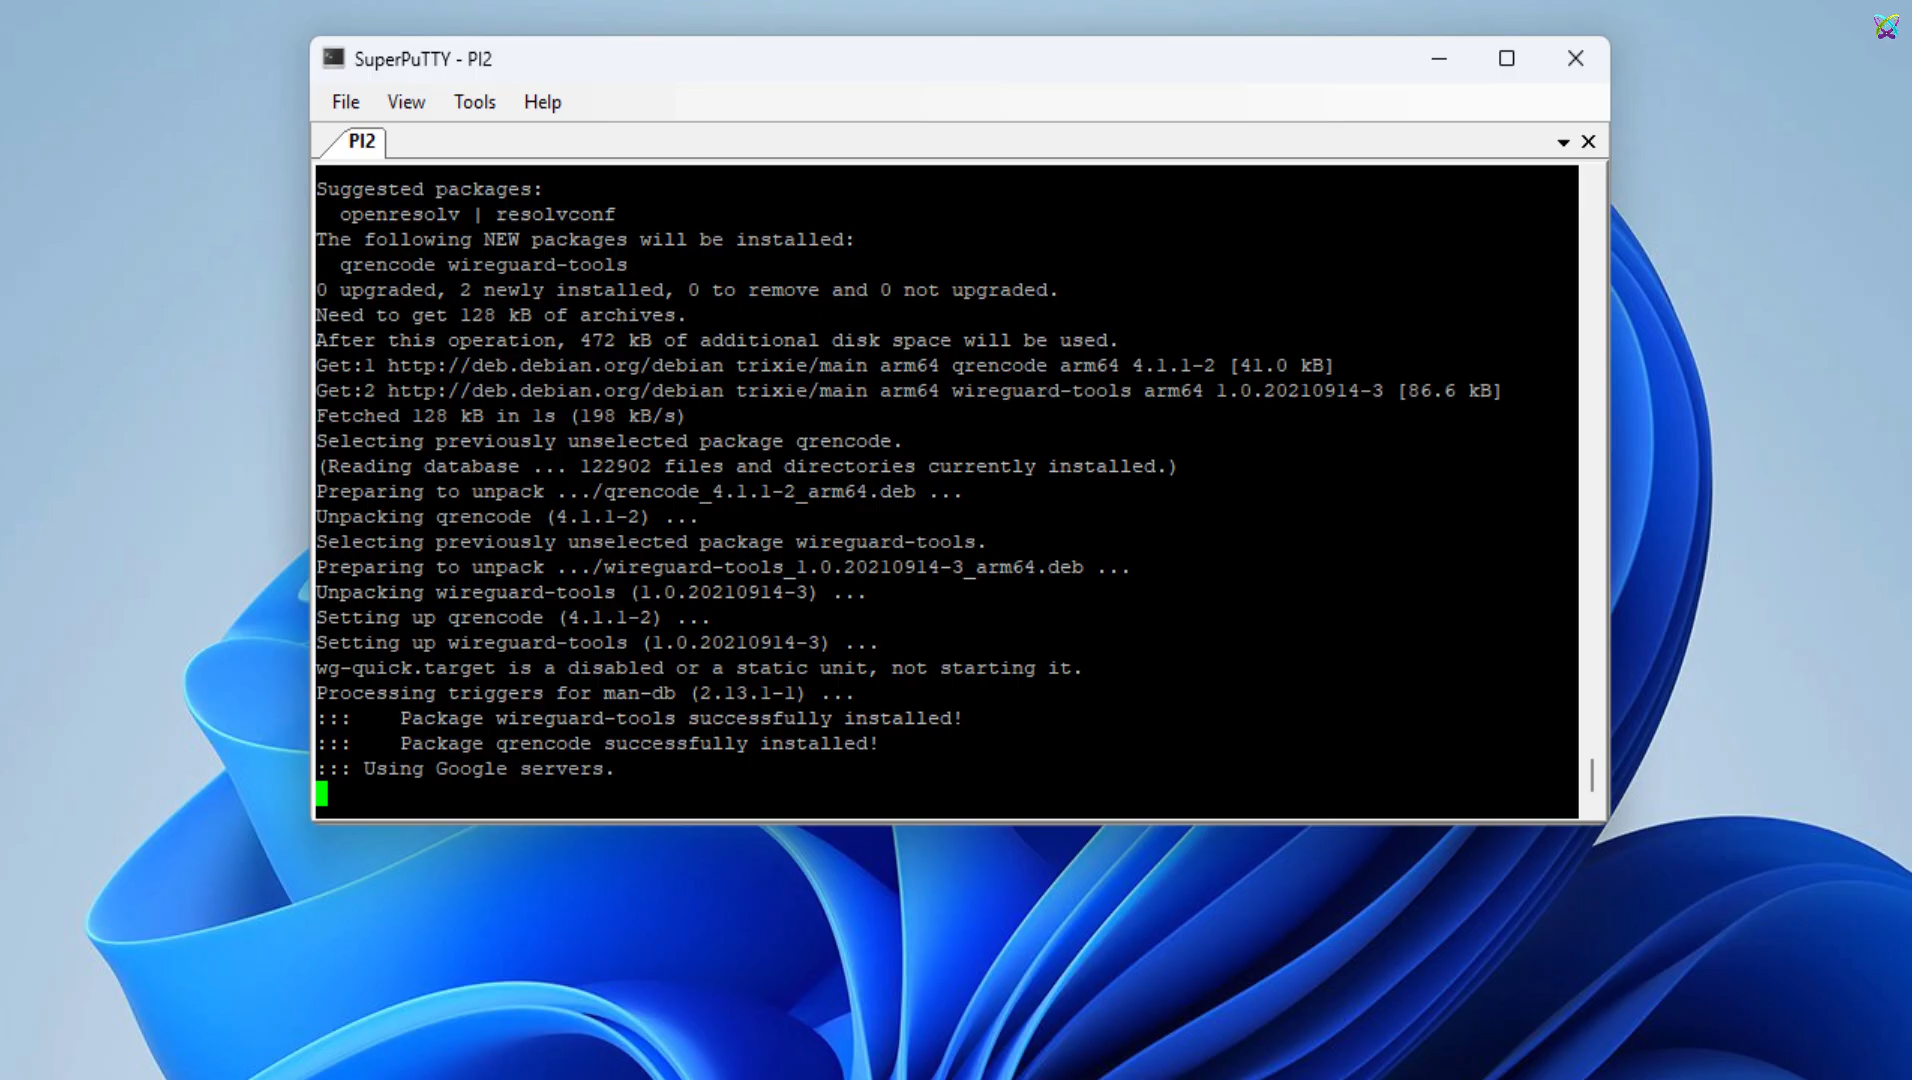 SuperPuTTY - PI2
File View Tools Help
PI2
Suggested packages:
openresolv | resolvconf
The following NEW packages will be installed:
qrencode wireguard-tools
0 upgraded, 2 newly installed, 0 to remove and 0 not upgraded.
Need to get 128 kB of archives.
After this operation, 472 kB of additional disk space will be used.
Get:1 http://deb.debian.org/debian trixie/main arm64 qrencode arm64 4.1.1-2 [41.0 kB]
Get:2 http://deb.debian.org/debian trixie/main arm64 wireguard-tools arm64 1.0.20210914-3 [86.6 kB]
Fetched 128 kB in 1s (198 kB/s)
Selecting previously unselected package qrencode.
(Reading database ... 122902 files and directories currently installed.)
Preparing to unpack .../qrencode_4.1.1-2_arm64.deb ...
Unpacking qrencode (4.1.1-2) ...
Selecting previously unselected package wireguard-tools.
Preparing to unpack .../wireguard-tools_1.0.20210914-3_arm64.deb ...
Unpacking wireguard-tools (1.0.20210914-3) ...
Setting up qrencode (4.1.1-2) ...
Setting up wireguard-tools (1.0.20210914-3) ...
wg-quick.target is a disabled or a static unit, not starting it.
Processing triggers for man-db (2.13.1-1) ...
::: Package wireguard-tools successfully installed!
::: Package qrencode successfully installed!
::: Using Google servers.